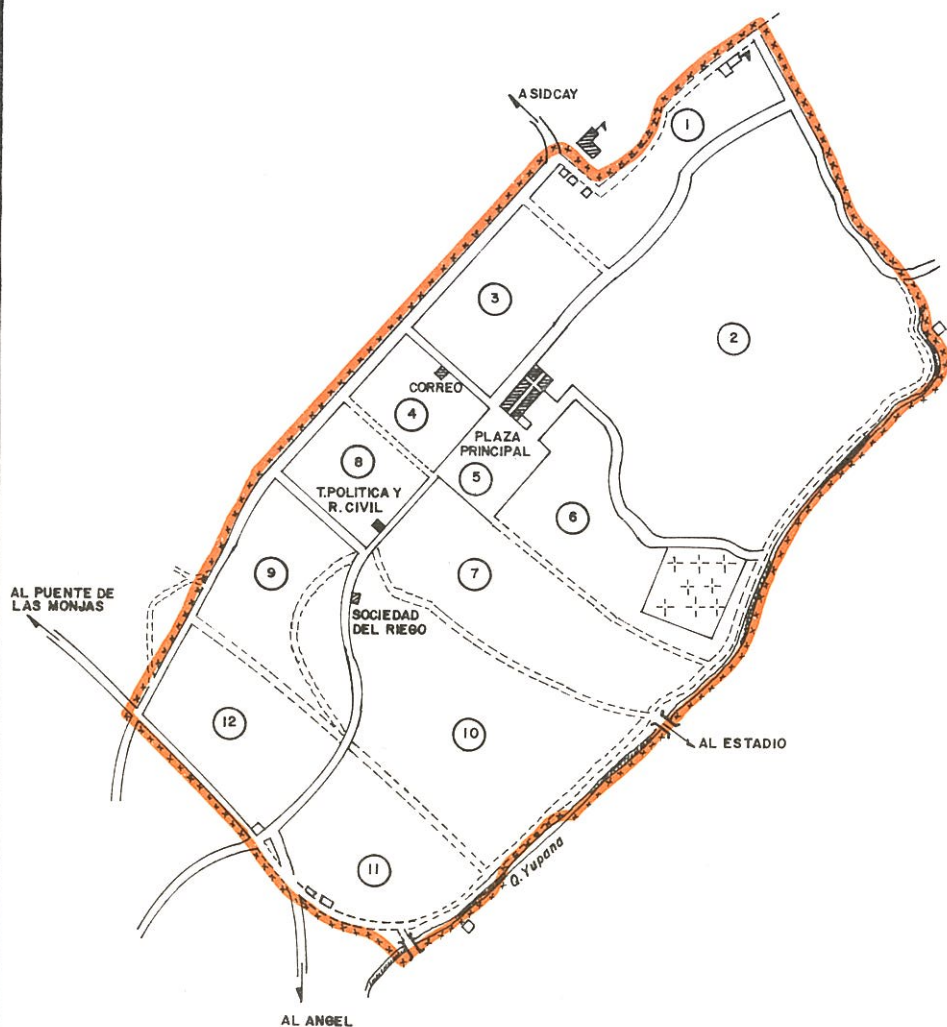 A SIDCAY
1
3
2
CORREO
4
PLAZA
PRINCIPAL
8
5
T. POLITICA Y
R. CIVIL
6
9
7
AL PUENTE DE
LAS MONJAS
SOCIEDAD
DEL RIEGO
12
10
AL ESTADIO
Q. Yupana
11
AL ANGEL